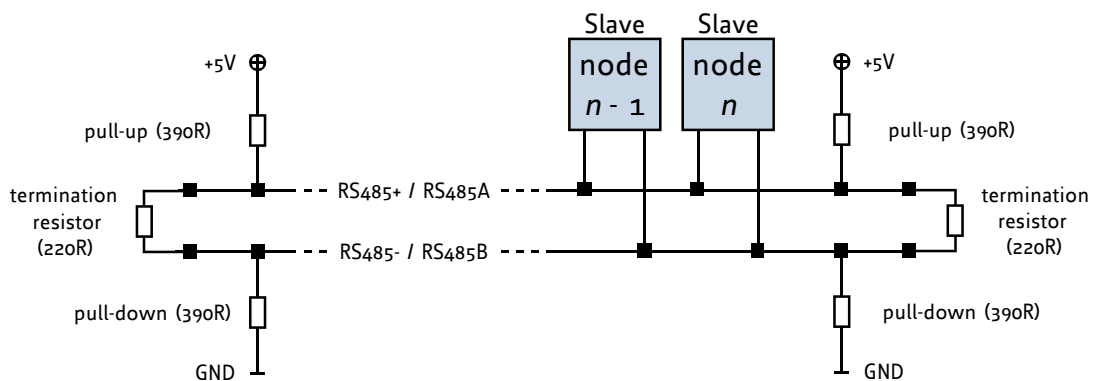 Slave
Slave
node
n - 1
node
n
+5V
+5V
pull-up (390R)
pull-up (390R)
termination
resistor
(220R)
RS485+ / RS485A
termination
resistor
(220R)
RS485- / RS485B
pull-down (390R)
pull-down (390R)
GND
GND